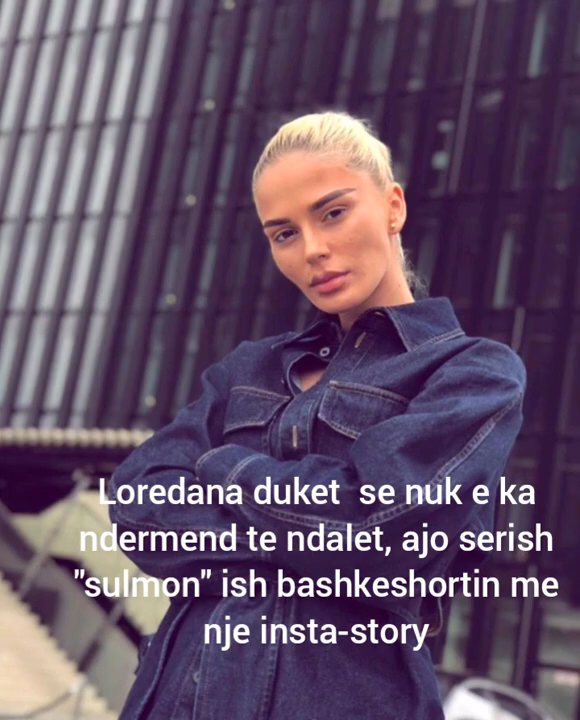 Loredana duket se nuk e ka
ndermend te ndalet, ajo serish
"sulmon" ish bashkeshortin me
nje insta-story